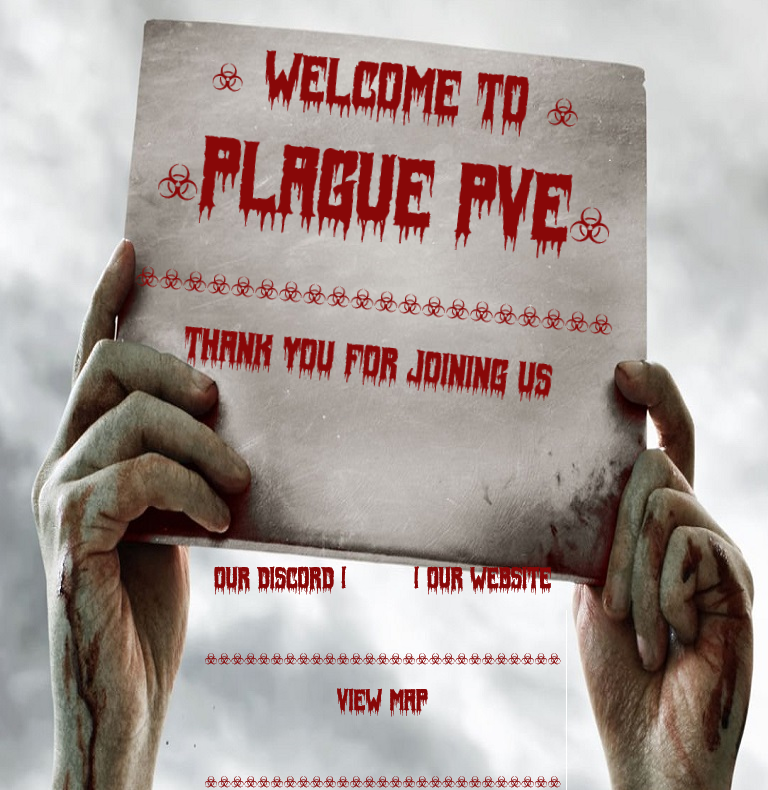 WELCOME TO
PLAGUE PVE
THANK YOU FOR JOINING US
OUR DISCORD [ ] OUR WEBSITE
VIEW MAP